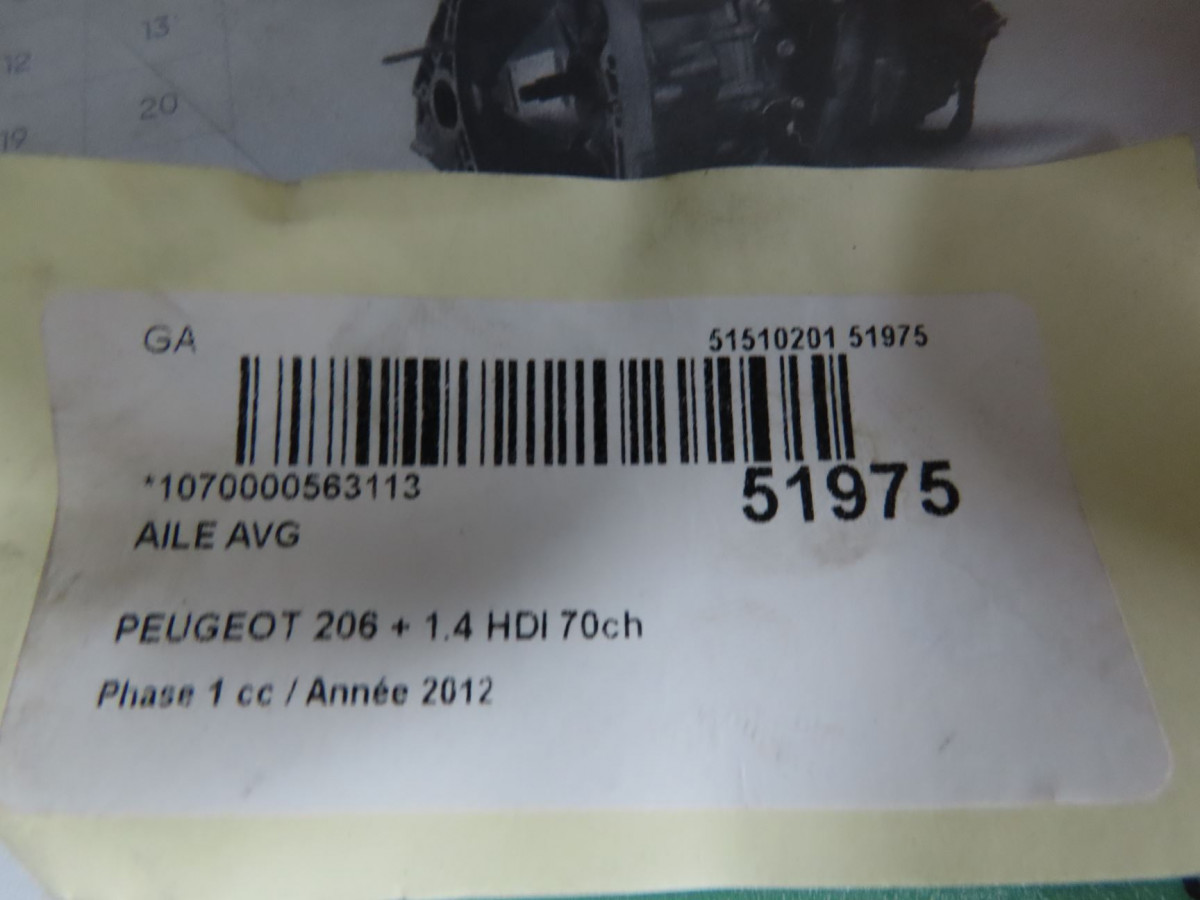 13
12
20
19
GA
51510201 51975
*1070000563113
51975
AILE AVG
PEUGEOT 206 + 1.4 HDI 70ch
Phase 1 cc / Année 2012